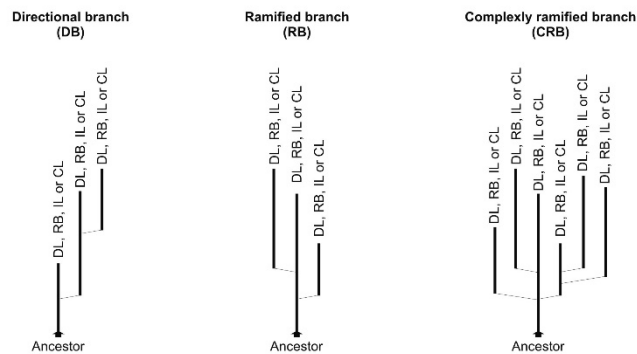 Directional branch
(DB)
DL, RB, IL or CL
DL, RB, IL or CL
DL, RB, IL or CL
Ancestor
Ramified branch
(RB)
DL, RB, IL or CL
DL, RB, IL or CL
DL, RB, IL or CL
Ancestor
Complexly ramified branch
(CRB)
DL, RB, IL or CL
DL, RB, IL or CL
DL, RB, IL or CL
DL, RB, IL or CL
DL, RB, IL or CL
DL, RB, IL or CL
Ancestor